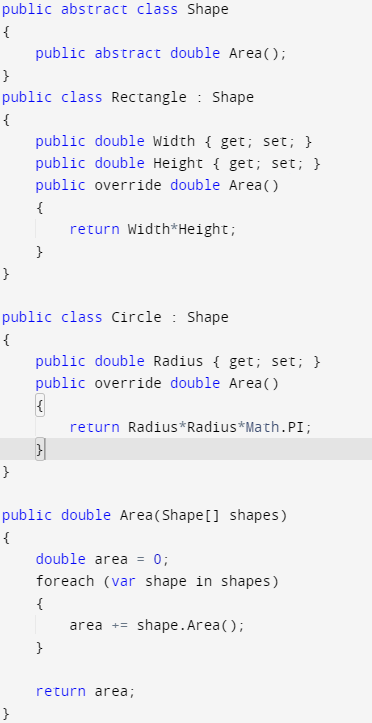 public abstract class Shape
{
    public abstract double Area();
}
public class Rectangle : Shape
{
    public double Width { get; set; }
    public double Height { get; set; }
    public override double Area()
    {
        return Width*Height;
    }
}

public class Circle : Shape
{
    public double Radius { get; set; }
    public override double Area()
    {
        return Radius*Radius*Math.PI;
    }
}

public double Area(Shape[] shapes)
{
    double area = 0;
    foreach (var shape in shapes)
    {
        area += shape.Area();
    }

    return area;
}